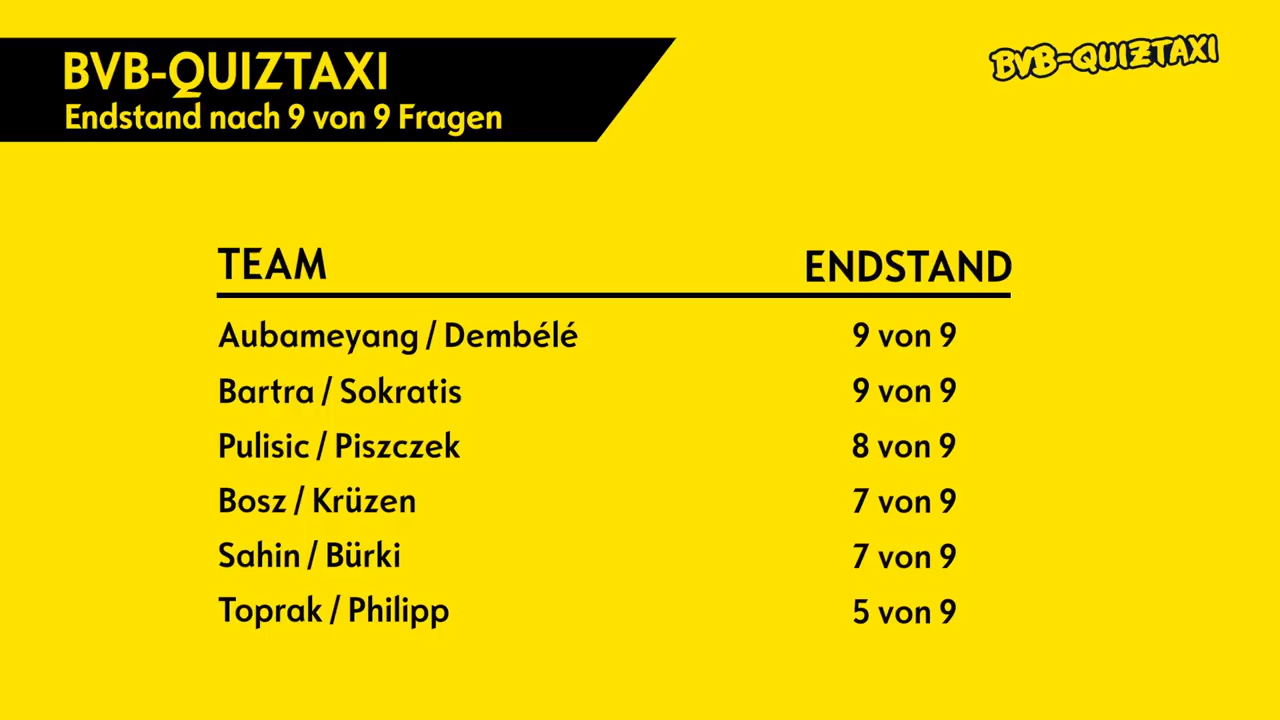 BVB-QUIZTAXI
Endstand nach 9 von 9 Fragen
BVB-QUIZTAXI
TEAM ENDSTAND
Aubameyang / Dembélé 9 von 9
Bartra / Sokratis 9 von 9
Pulisic / Piszczek 8 von 9
Bosz / Krüzen 7 von 9
Sahin / Bürki 7 von 9
Toprak / Philipp 5 von 9